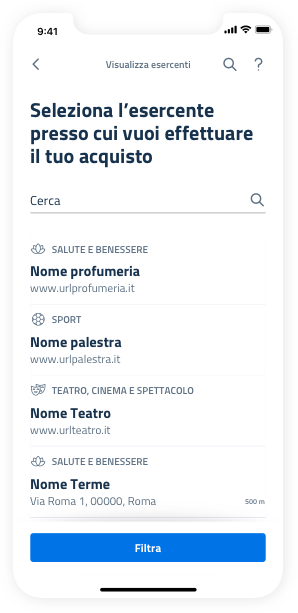 9:41
Visualizza esercenti
?
Seleziona l’esercente
presso cui vuoi effettuare
il tuo acquisto
Cerca
SALUTE E BENESSERE
Nome profumeria
www.urlprofumeria.it
SPORT
Nome palestra
www.urlpalestra.it
TEATRO, CINEMA E SPETTACOLO
Nome Teatro
www.urlteatro.it
SALUTE E BENESSERE
Nome Terme
Via Roma 1, 00000, Roma 500 m
Filtra